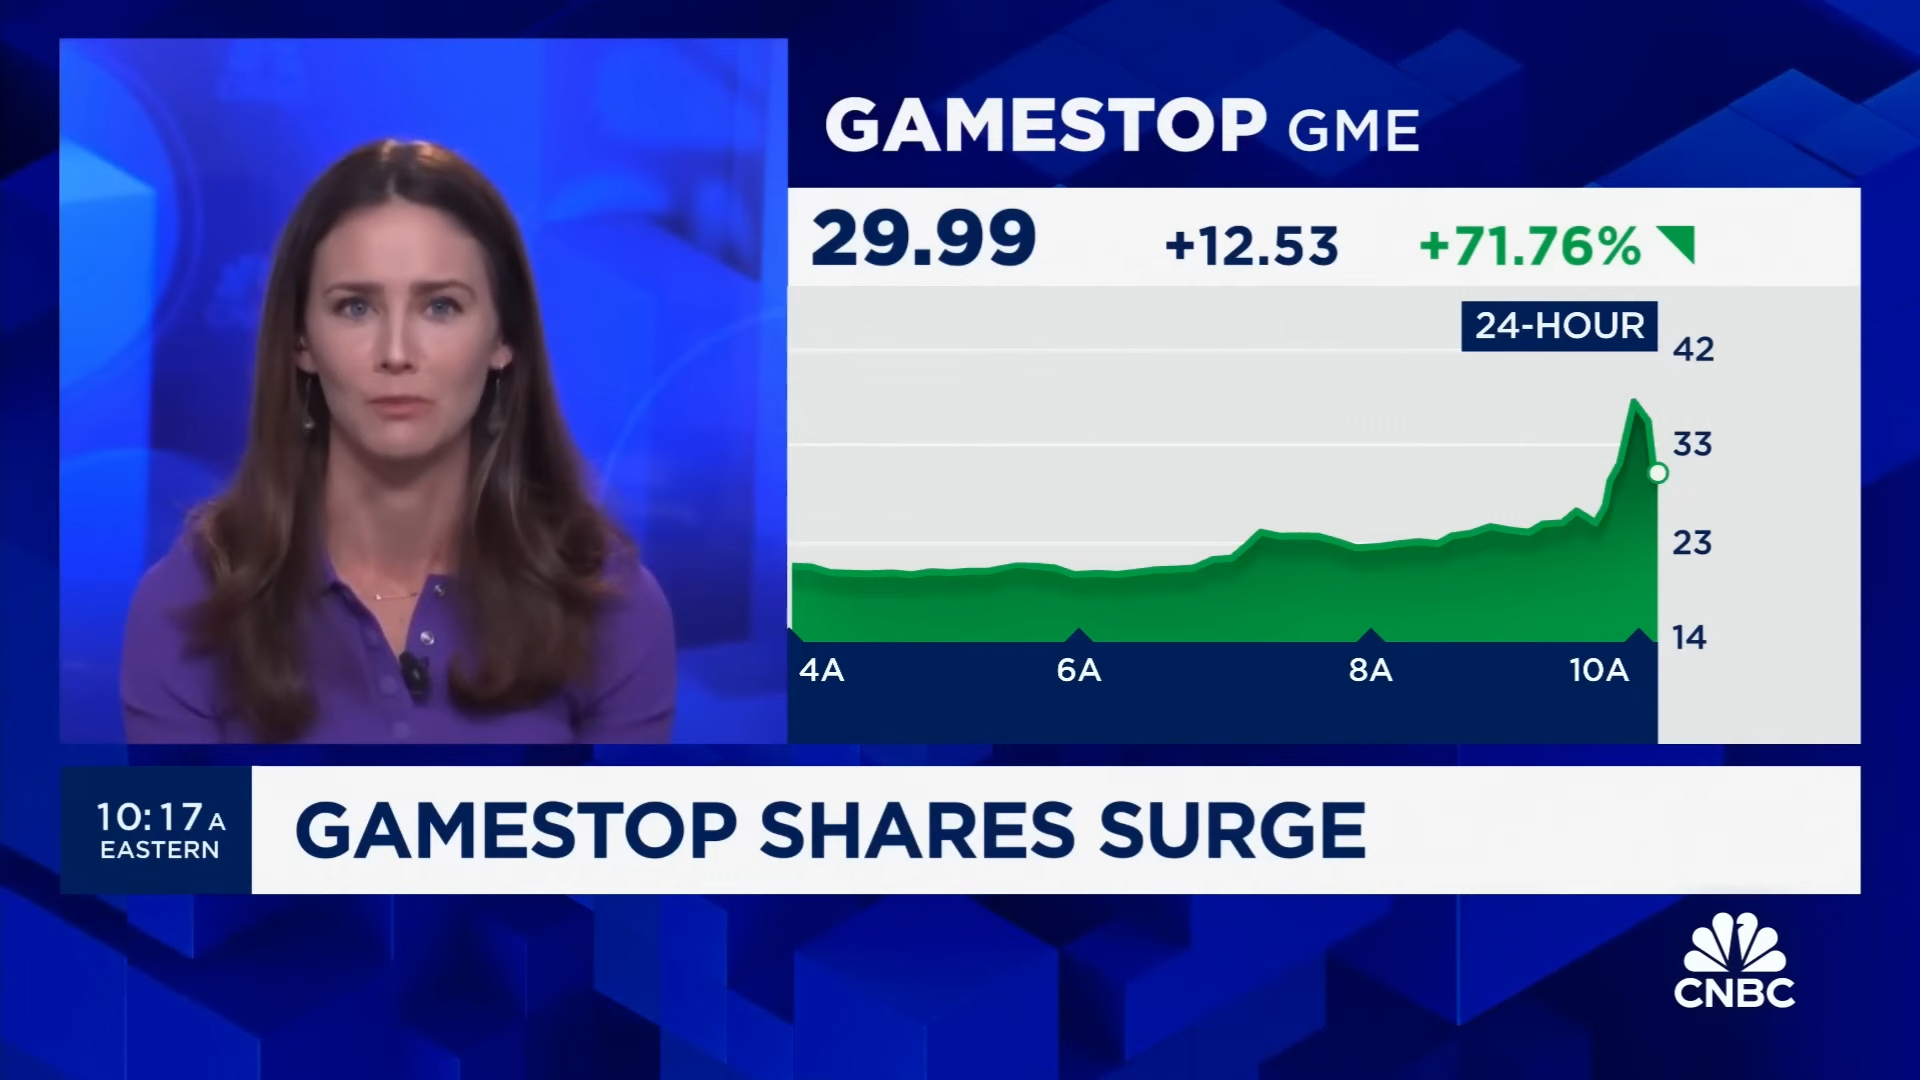 GAMESTOP GME
29.99 +12.53 +71.76%
24-HOUR
42
33
23
14
4A 6A 8A 10A
10:17A
EASTERN
GAMESTOP SHARES SURGE
CNBC